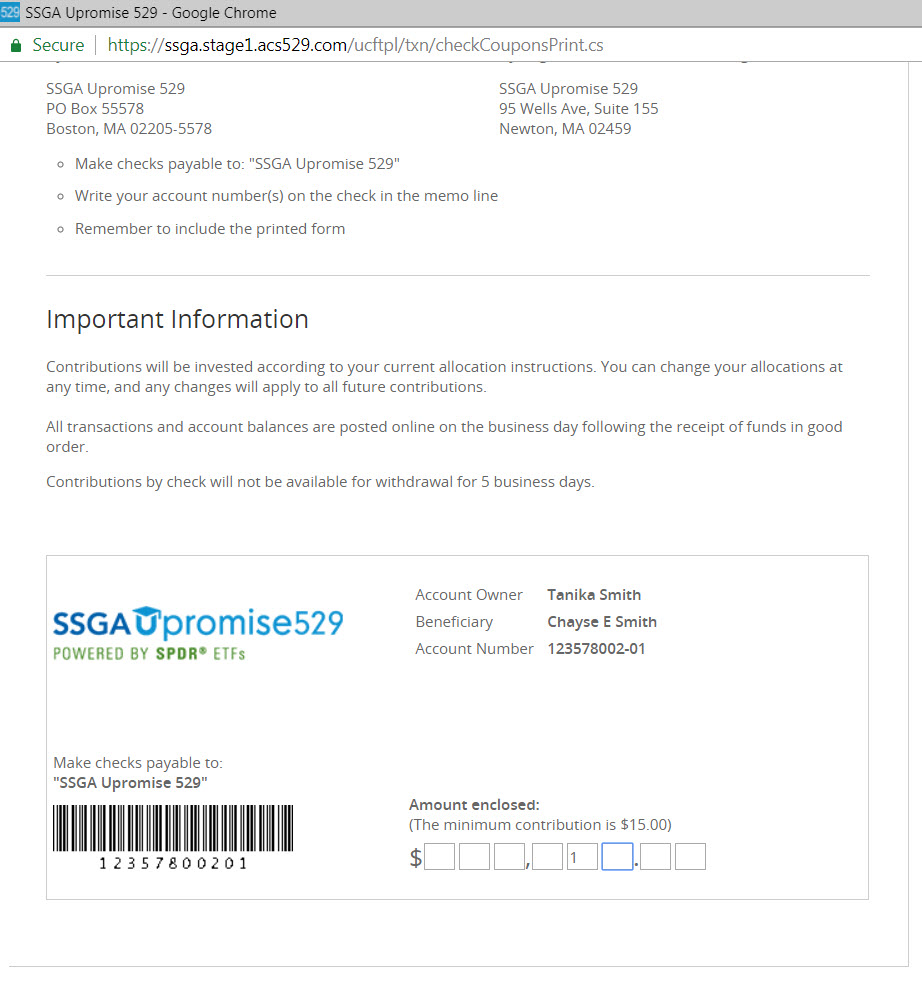 529 SSGA Upromise 529 - Google Chrome
Secure https://ssga.stage1.acs529.com/ucftpl/txn/checkCouponsPrint.cs
SSGA Upromise 529
PO Box 55578
Boston, MA 02205-5578
SSGA Upromise 529
95 Wells Ave, Suite 155
Newton, MA 02459
Make checks payable to: "SSGA Upromise 529"
Write your account number(s) on the check in the memo line
Remember to include the printed form
Important Information
Contributions will be invested according to your current allocation instructions. You can change your allocations at
any time, and any changes will apply to all future contributions.
All transactions and account balances are posted online on the business day following the receipt of funds in good
order.
Contributions by check will not be available for withdrawal for 5 business days.
SSGA Upromise529
POWERED BY SPDR® ETFs
Account Owner Tanika Smith
Beneficiary Chayse E Smith
Account Number 123578002-01
Make checks payable to:
"SSGA Upromise 529"
12357800201
Amount enclosed:
(The minimum contribution is $15.00)
$ , 1 .